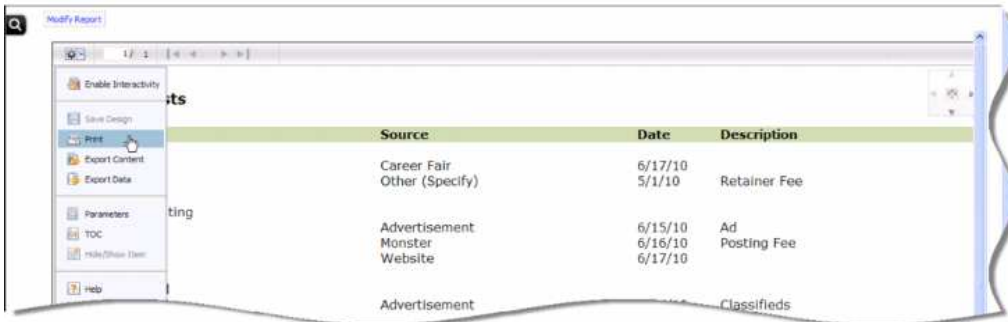 Modify Report
1/ 1
Enable Interactivity
sts
Save Design
Print
Source Date Description
Export Content
Career Fair 6/17/10
Export Data
Other (Specify) 5/1/10 Retainer Fee
Parameters
ting
TOC
Advertisement 6/15/10 Ad
Hide/Show Item
Monster 6/16/10 Posting Fee
Website 6/17/10
Help
Advertisement Classifieds